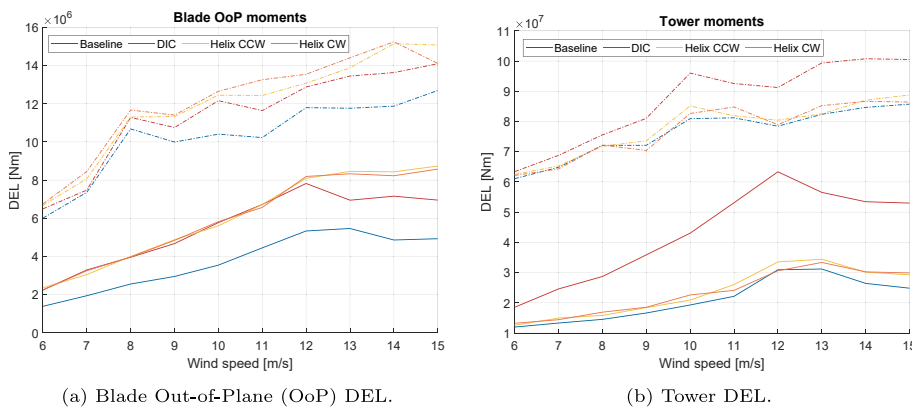 Blade OoP moments
×10⁶
Baseline DIC Helix CCW Helix CW
DEL [Nm]
16
14
12
10
8
6
4
2
0
6 7 8 9 10 11 12 13 14 15
Wind speed [m/s]
(a) Blade Out-of-Plane (OoP) DEL.
Tower moments
×10⁷
Baseline DIC Helix CCW Helix CW
DEL [Nm]
11
10
9
8
7
6
5
4
3
2
1
6 7 8 9 10 11 12 13 14 15
Wind speed [m/s]
(b) Tower DEL.